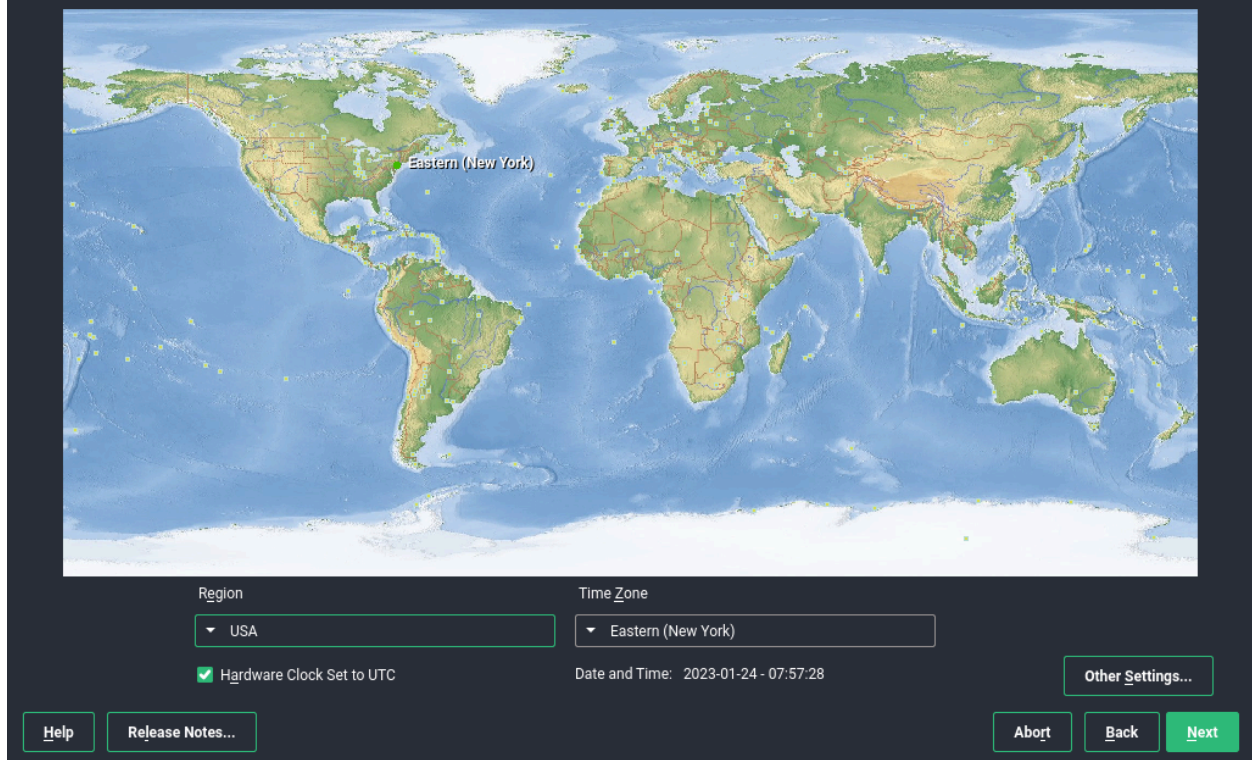 Eastern (New York)
Region
Time Zone
USA
Eastern (New York)
Hardware Clock Set to UTC
Date and Time: 2023-01-24 - 07:57:28
Other Settings...
Help
Release Notes...
Abort
Back
Next